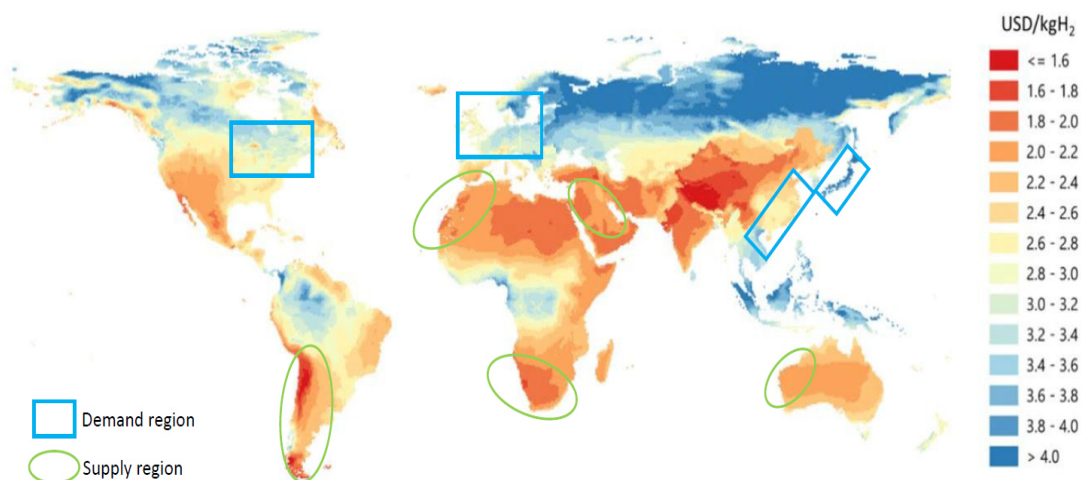 USD/kgH₂
<= 1.6
1.6 - 1.8
1.8 - 2.0
2.0 - 2.2
2.2 - 2.4
2.4 - 2.6
2.6 - 2.8
2.8 - 3.0
3.0 - 3.2
3.2 - 3.4
3.4 - 3.6
3.6 - 3.8
3.8 - 4.0
> 4.0
Demand region
Supply region